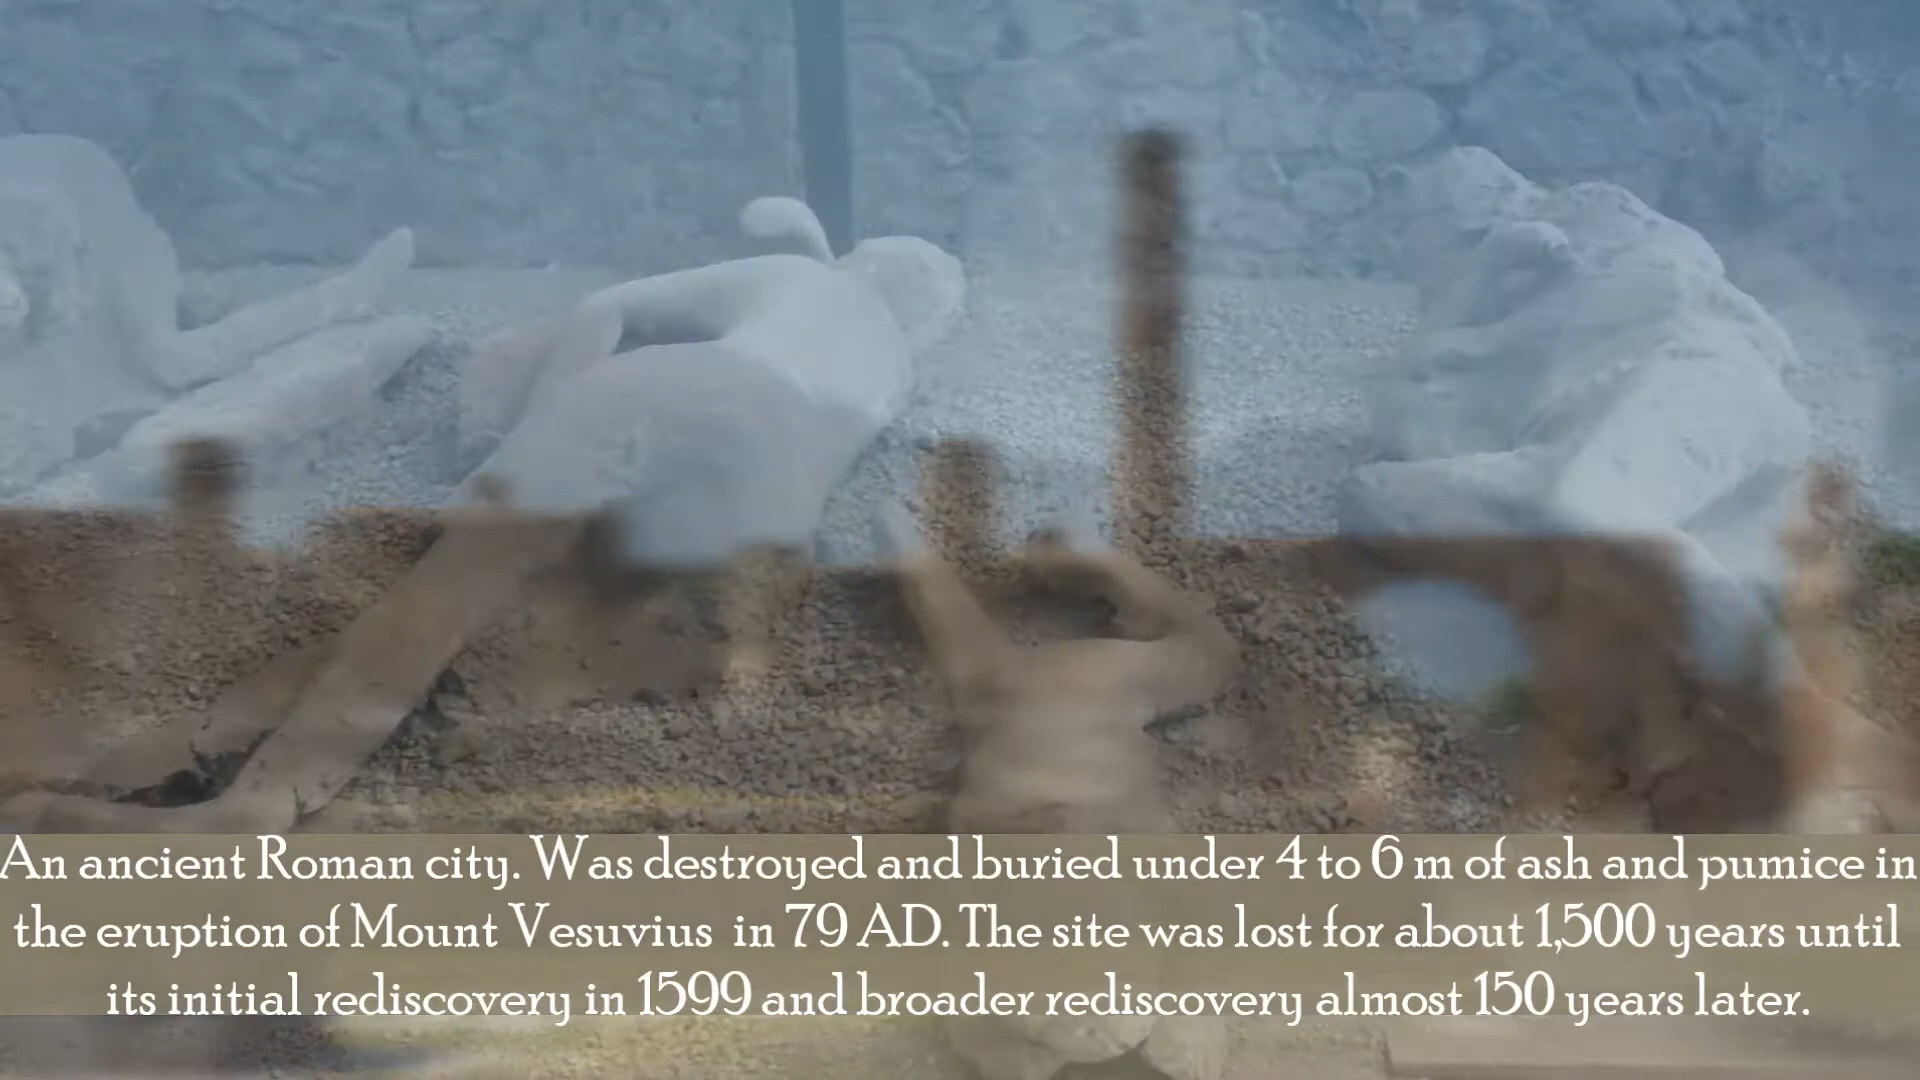 An ancient Roman city. Was destroyed and buried under 4 to 6 m of ash and pumice in
the eruption of Mount Vesuvius in 79 AD. The site was lost for about 1,500 years until
its initial rediscovery in 1599 and broader rediscovery almost 150 years later.